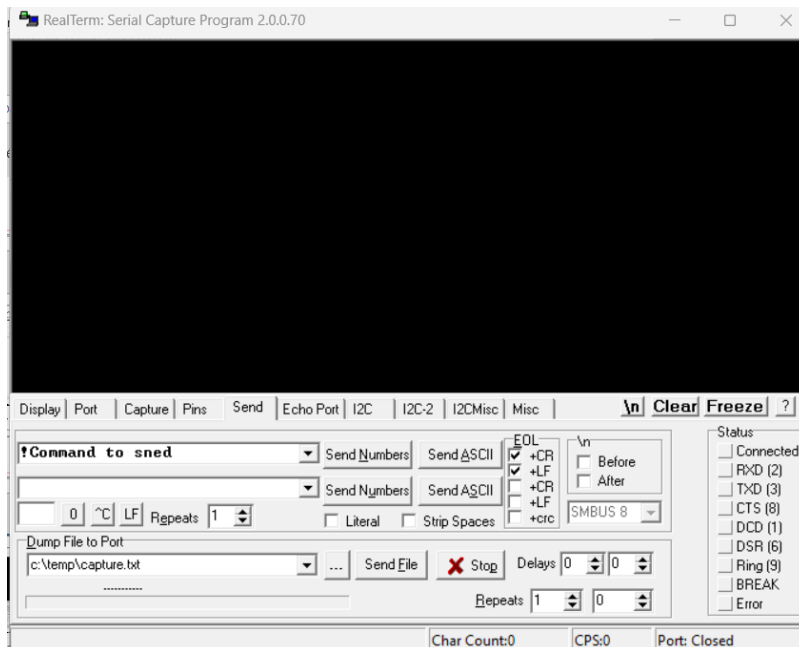 RealTerm: Serial Capture Program 2.0.0.70
Display Port Capture Pins Send Echo Port I2C I2C-2 I2CMisc Misc \n Clear Freeze ?
!Command to sned
Send Numbers Send ASCII
Send Numbers Send ASCII
0 ^C LF Repeats 1
Literal Strip Spaces
EOL
+CR
+LF
+CR
+LF
+crc
\n
Before
After
SMBUS 8
Dump File to Port
c:\temp\capture.txt ... Send File Stop Delays 0 0
-----------
Repeats 1 0
Status
Connected
RXD (2)
TXD (3)
CTS (8)
DCD (1)
DSR (6)
Ring (9)
BREAK
Error
Char Count:0 CPS:0 Port: Closed